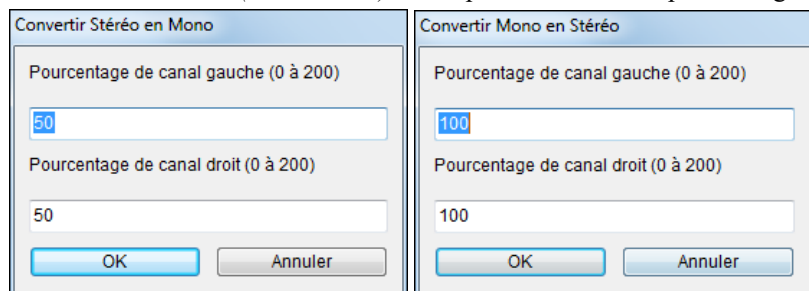 Convertir Stéréo en Mono
Pourcentage de canal gauche (0 à 200)
50
Pourcentage de canal droit (0 à 200)
50
OK Annuler
Convertir Mono en Stéréo
Pourcentage de canal gauche (0 à 200)
100
Pourcentage de canal droit (0 à 200)
100
OK Annuler